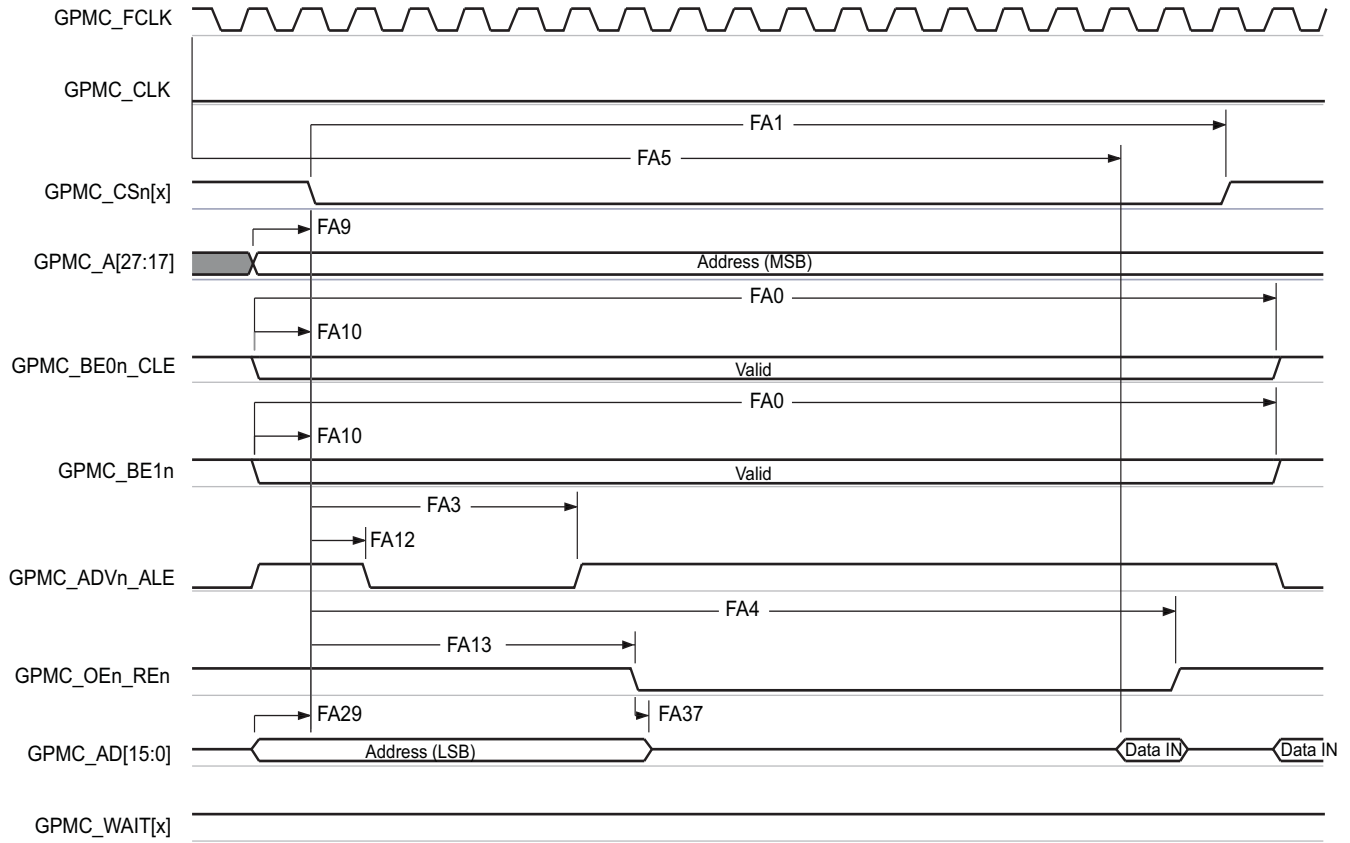 GPMC_FCLK
GPMC_CLK
FA1
FA5
GPMC_CSn[x]
FA9
GPMC_A[27:17]
Address (MSB)
FA0
FA10
GPMC_BE0n_CLE
Valid
FA0
FA10
GPMC_BE1n
Valid
FA3
FA12
GPMC_ADVn_ALE
FA4
FA13
GPMC_OEn_REn
FA29
FA37
GPMC_AD[15:0]
Address (LSB)
Data IN
Data IN
GPMC_WAIT[x]